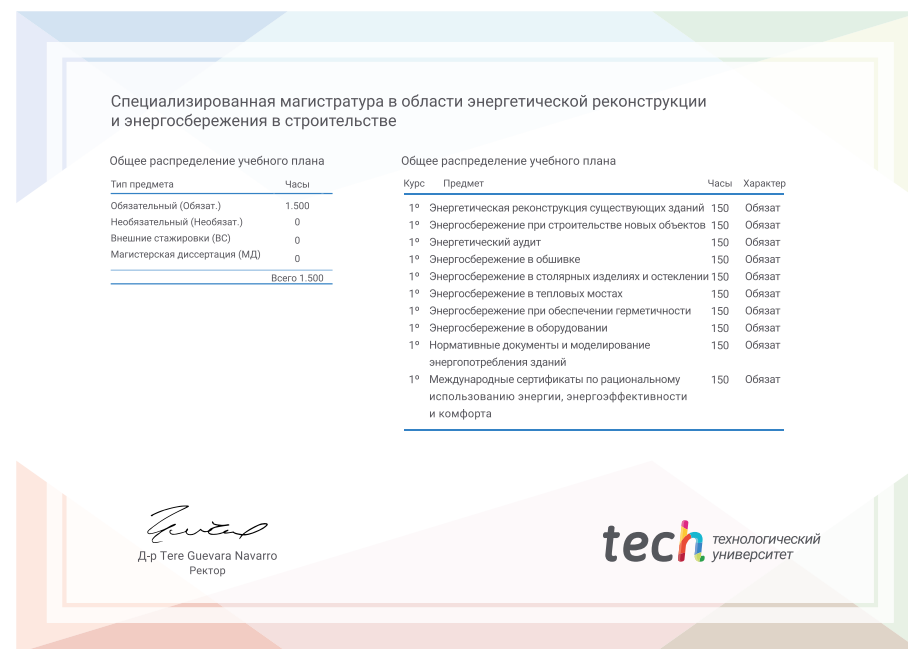 Специализированная магистратура в области энергетической реконструкции
и энергосбережения в строительстве
Общее распределение учебного плана
Тип предмета Часы
Обязательный (Обязат.) 1.500
Необязательный (Необязат.) 0
Внешние стажировки (ВС) 0
Магистерская диссертация (МД) 0
Всего 1.500
Общее распределение учебного плана
Курс Предмет Часы Характер
1º Энергетическая реконструкция существующих зданий 150 Обязат
1º Энергосбережение при строительстве новых объектов 150 Обязат
1º Энергетический аудит 150 Обязат
1º Энергосбережение в обшивке 150 Обязат
1º Энергосбережение в столярных изделиях и остеклении 150 Обязат
1º Энергосбережение в тепловых мостах 150 Обязат
1º Энергосбережение при обеспечении герметичности 150 Обязат
1º Энергосбережение в оборудовании 150 Обязат
1º Нормативные документы и моделирование 150 Обязат
энергопотребления зданий
1º Международные сертификаты по рациональному 150 Обязат
использованию энергии, энергоэффективности
и комфорта
Д-р Tere Guevara Navarro
Ректор
tech технологический
университет